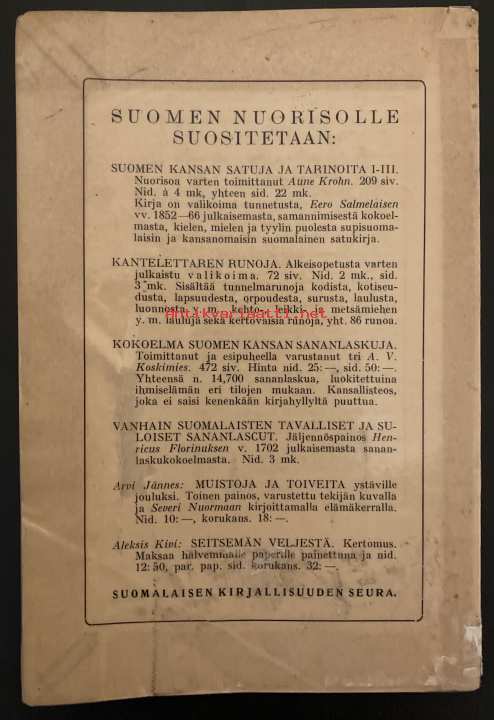 SUOMEN NUORISOLLE
SUOSITETAAN:
SUOMEN KANSAN SATUJA JA TARINOITA I-III.
Nuorisoa varten toimittanut Aune Krohn. 209 siv.
Nid. à 4 mk, yhteen sid. 22 mk.
Kirja on valikoima tunnetusta, Eero Salmelaisen
vv. 1852—66 julkaisemasta, samannimisestä kokoel-
masta, kielen, mielen ja tyylin puolesta supisuoma-
laisin ja kansanomaisin suomalainen satukirja.
KANTELETTAREN RUNOJA. Alkeisopetusta varten
julkaistu valikoima. 72 siv. Nid. 2 mk., sid.
3 mk. Sisältää tunnelmarunoja kodista, kotiseu-
dusta, lapsuudesta, orpoudesta, surusta, laulusta,
luonnosta y. m., kehto-, leikki- ja metsämiehen
y. m. lauluja sekä kertovaisia runoja, yht. 86 runoa.
antikvariaatti.net
KOKOELMA SUOMEN KANSAN SANANLASKUJA.
Toimittanut ja esipuheella varustanut tri A. V.
Koskimies. 472 siv. Hinta nid. 25: —, sid. 50: —.
Yhteensä n. 14,700 sananlaskua, luokitettuina
ihmiselämän eri tilojen mukaan. Kansallisteos,
joka ei saisi kenenkään kirjahyllyltä puuttua.
VANHAIN SUOMALAISTEN TAVALLISET JA SU-
LOISET SANANLASCUT. Jäljennöspainos Hen-
ricus Florinuksen v. 1702 julkaisemasta sanan-
laskukokoelmasta. Nid. 3 mk.
Arvi Jännes: MUISTOJA JA TOIVEITA ystäville
jouluksi. Toinen painos, varustettu tekijän kuvalla
ja Severi Nuormaan kirjoittamalla elämäkerralla.
Nid. 10: —, korukans. 18: —.
Aleksis Kivi: SEITSEMÄN VELJESTÄ. Kertomus.
Maksaa halvemmalle paperille painettuna ja nid.
12: 50, par. pap. sid. korukans. 32: —.
SUOMALAISEN KIRJALLISUUDEN SEURA.